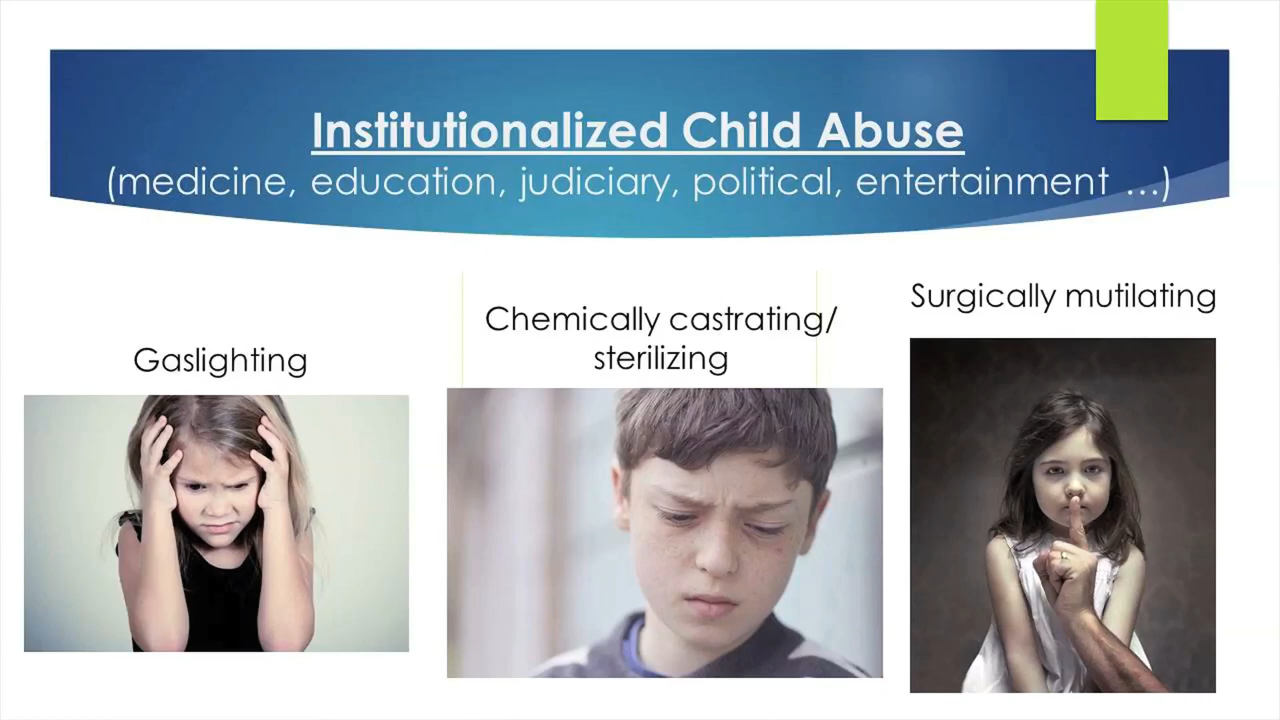 Institutionalized Child Abuse
(medicine, education, judiciary, political, entertainment …)
Gaslighting
Chemically castrating/
sterilizing
Surgically mutilating